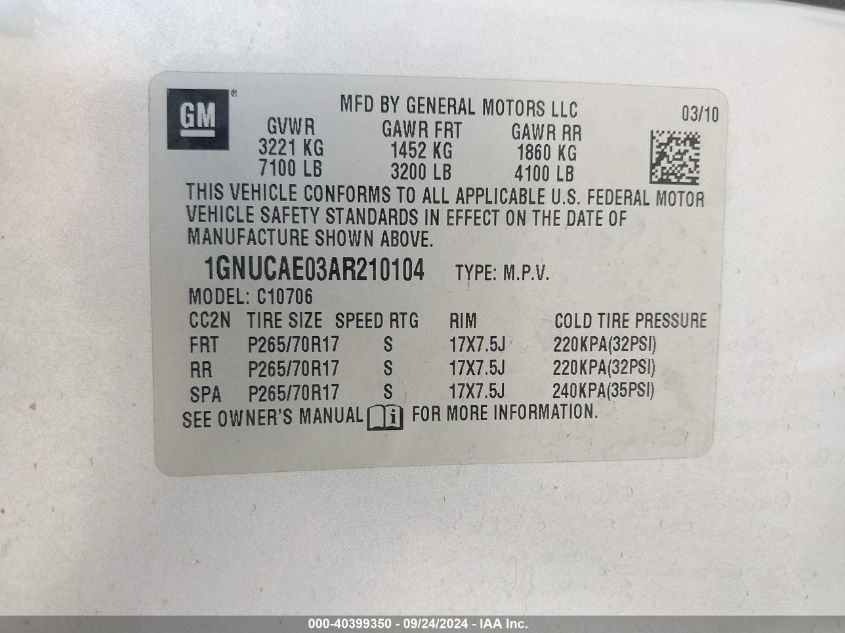 GM ®
MFD BY GENERAL MOTORS LLC 03/10
GVWR GAWR FRT GAWR RR
3221 KG 1452 KG 1860 KG
7100 LB 3200 LB 4100 LB
THIS VEHICLE CONFORMS TO ALL APPLICABLE U.S. FEDERAL MOTOR
VEHICLE SAFETY STANDARDS IN EFFECT ON THE DATE OF
MANUFACTURE SHOWN ABOVE.
1GNUCAE03AR210104 TYPE: M.P.V.
MODEL: C10706
CC2N TIRE SIZE SPEED RTG RIM COLD TIRE PRESSURE
FRT P265/70R17 S 17X7.5J 220KPA(32PSI)
RR P265/70R17 S 17X7.5J 220KPA(32PSI)
SPA P265/70R17 S 17X7.5J 240KPA(35PSI)
SEE OWNER'S MANUAL i FOR MORE INFORMATION.
000-40399350 / 09/24/2024 - IAA Inc.